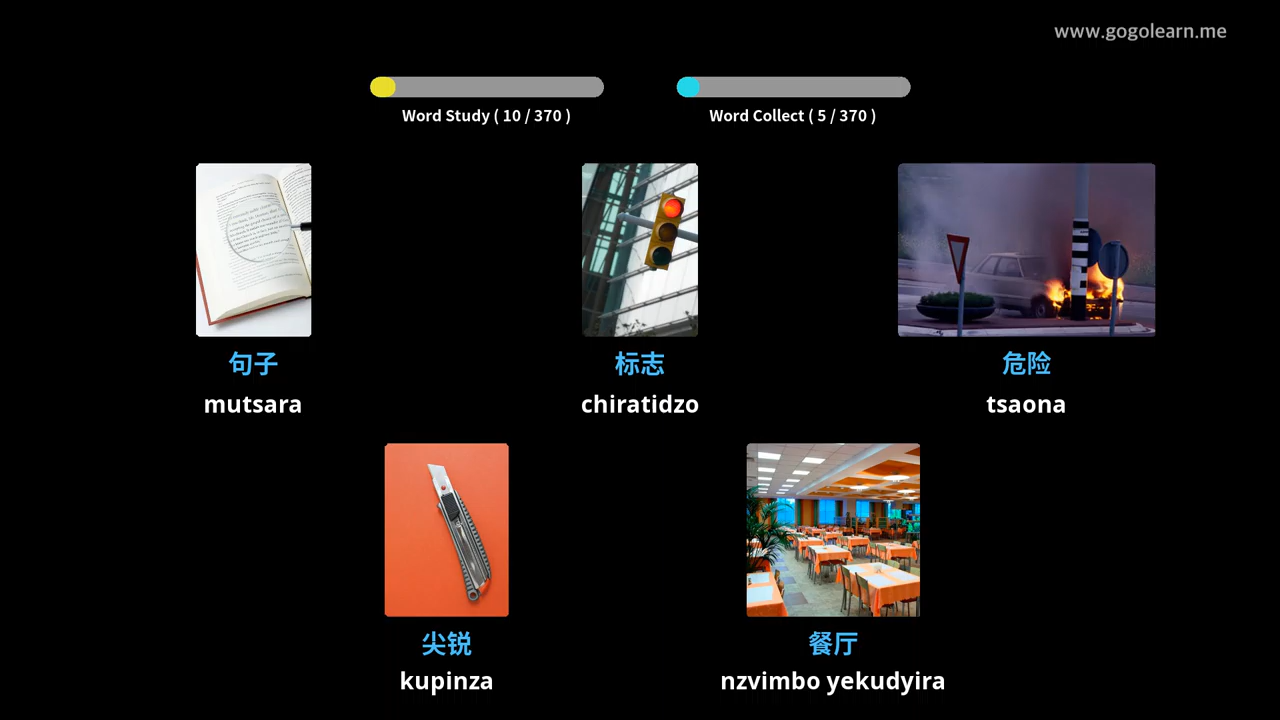 www.gogolearn.me
Word Study ( 10 / 370 )
Word Collect ( 5 / 370 )
句子
标志
危险
mutsara
chiratidzo
tsaona
尖锐
餐厅
kupinza
nzvimbo yekudyira